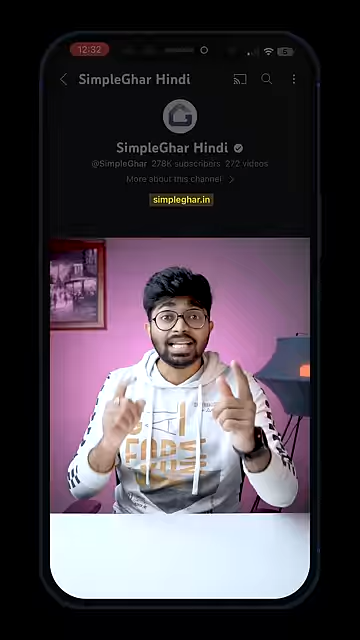 12:32
SimpleGhar Hindi
SimpleGhar Hindi
@SimpleGhar 278K subscribers 272 videos
More about this channel
simpleghar.in